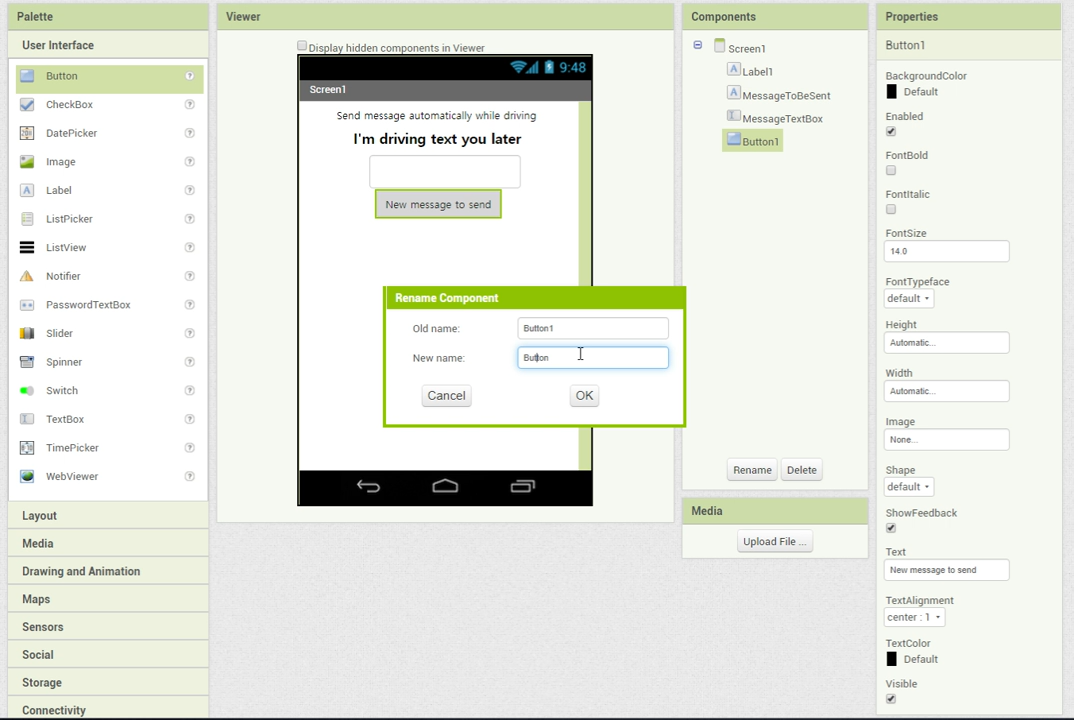 Palette
User Interface
Button
CheckBox
DatePicker
Image
Label
ListPicker
ListView
Notifier
PasswordTextBox
Slider
Spinner
Switch
TextBox
TimePicker
WebViewer
Layout
Media
Drawing and Animation
Maps
Sensors
Social
Storage
Connectivity
Viewer
Display hidden components in Viewer
9:48
Screen1
Send message automatically while driving
I'm driving text you later
New message to send
Rename Component
Old name: Button1
New name: Button
Cancel OK
Components
Screen1
Label1
MessageToBeSent
MessageTextBox
Button1
Rename Delete
Media
Upload File ...
Properties
Button1
BackgroundColor
Default
Enabled
FontBold
FontItalic
FontSize
14.0
FontTypeface
default
Height
Automatic...
Width
Automatic...
Image
None...
Shape
default
ShowFeedback
Text
New message to send
TextAlignment
center : 1
TextColor
Default
Visible